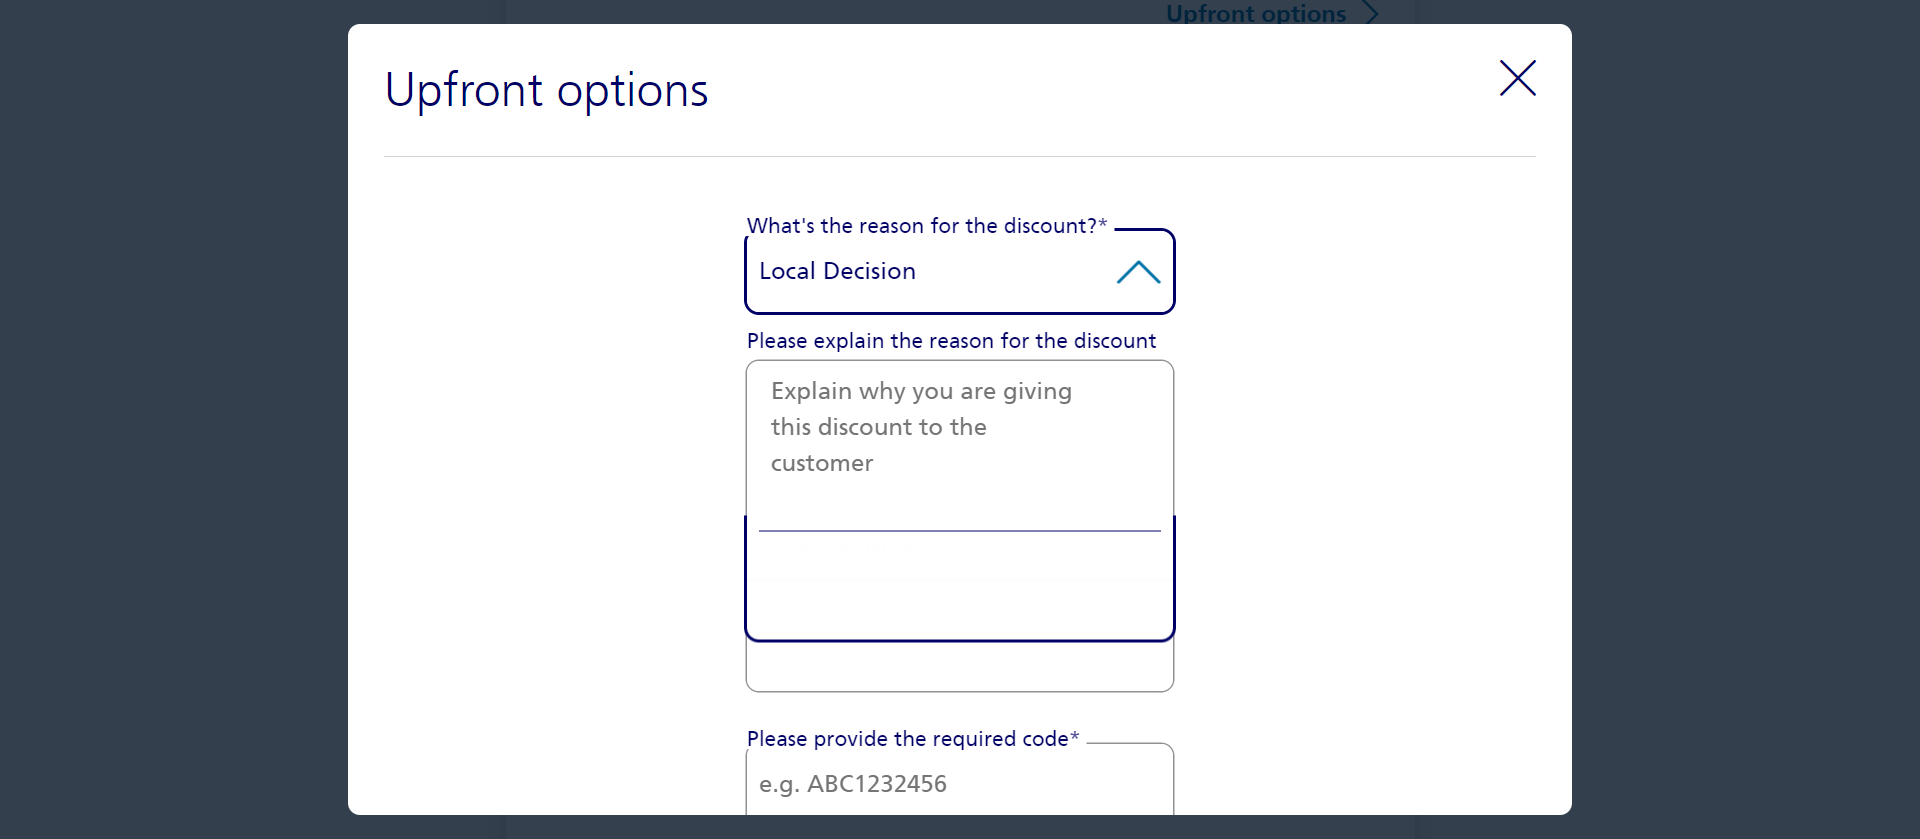 Upfront options
Upfront options
What's the reason for the discount?*
Local Decision
Please explain the reason for the discount
Explain why you are giving
this discount to the
customer
Please provide the required code*
e.g. ABC1232456